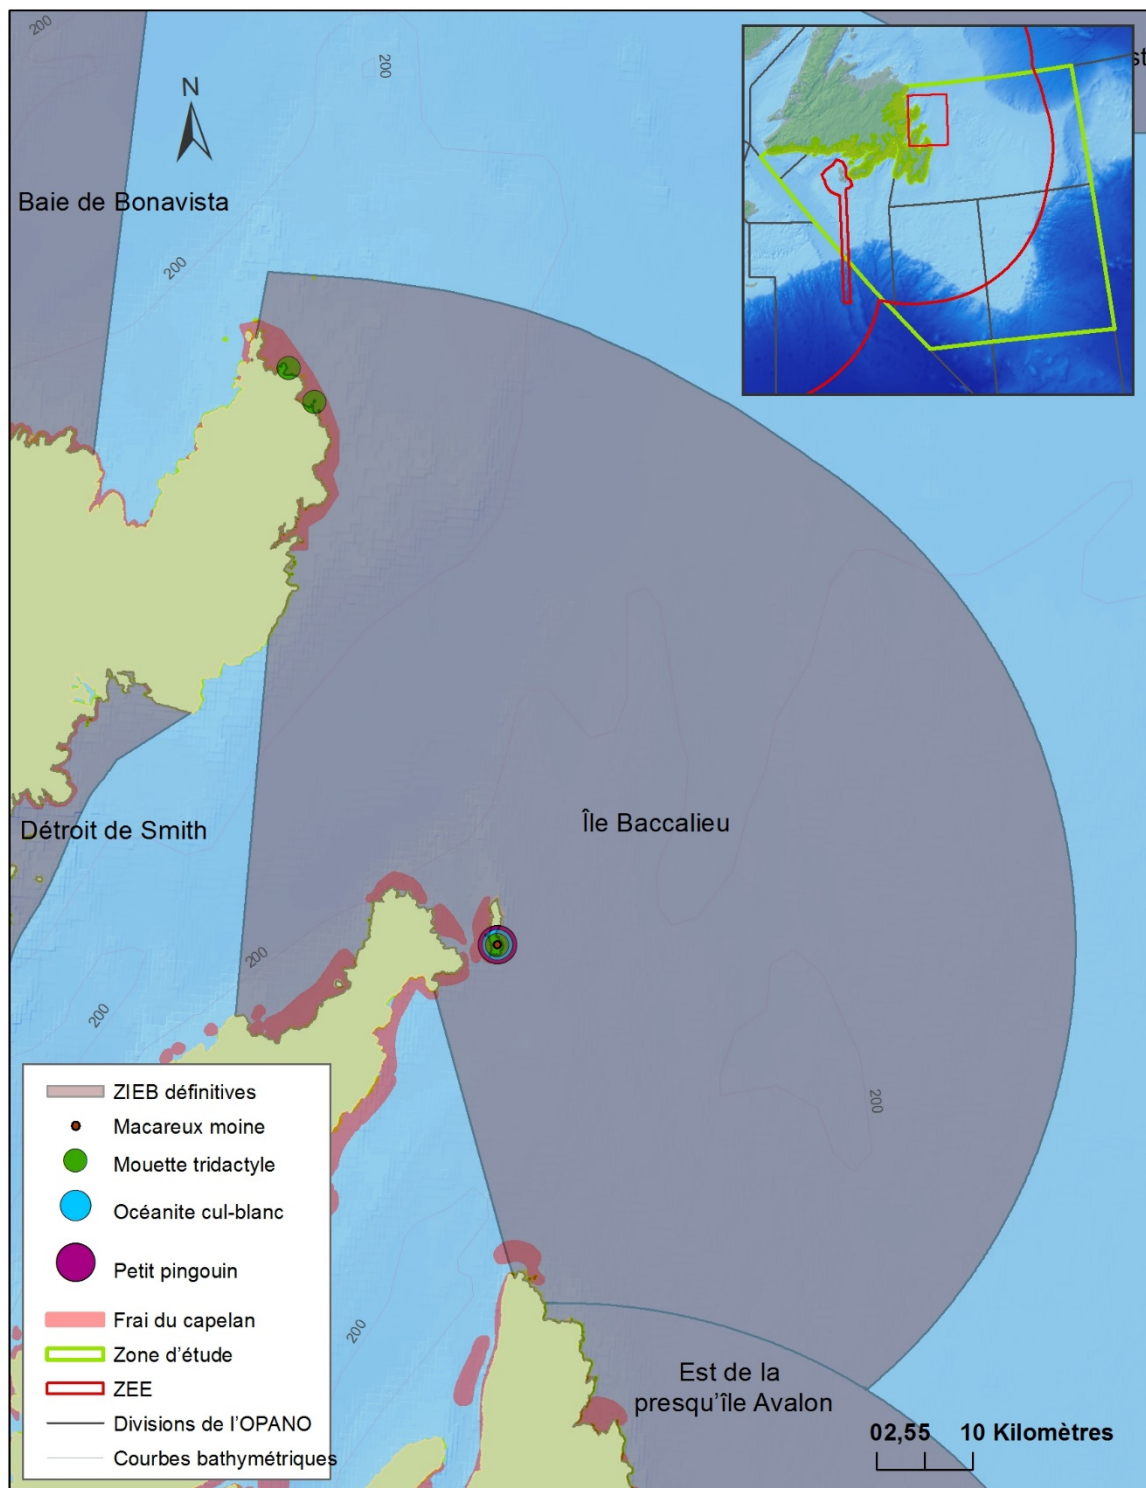 200
200
st
N
Baie de Bonavista
200
Île Baccalieu
Détroit de Smith
200
200
200
200
ZIEB définitives
Macareux moine
Mouette tridactyle
Océanite cul-blanc
Petit pingouin
Frai du capelan
Zone d'étude
ZEE
Divisions de l'OPANO
Courbes bathymétriques
Est de la
presqu'île Avalon
02,55 10 Kilomètres